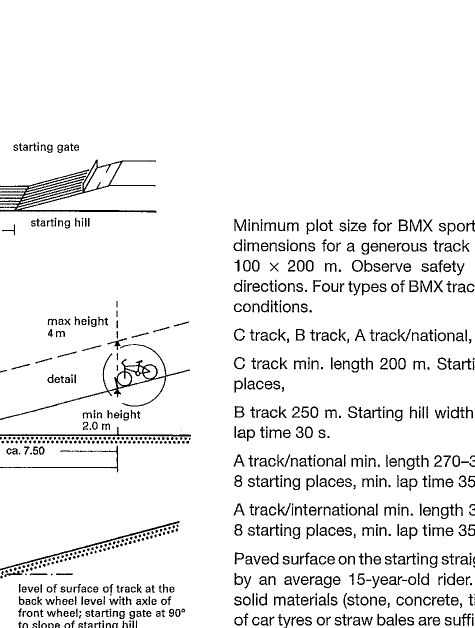 starting gate
starting hill
max height
4 m
detail
min height
2.0 m
ca. 7.50
level of surface of track at the
back wheel level with axle of
front wheel; starting gate at 90°
to slope of starting hill
Minimum plot size for BMX sport
dimensions for a generous track
100 × 200 m. Observe safety
directions. Four types of BMX trac
conditions.
C track, B track, A track/national,
C track min. length 200 m. Starti
places,
B track 250 m. Starting hill width
lap time 30 s.
A track/national min. length 270–3
8 starting places, min. lap time 35
A track/international min. length 3
8 starting places, min. lap time 35
Paved surface on the starting straig
by an average 15-year-old rider.
solid materials (stone, concrete, ti
of car tyres or straw bales are suffi